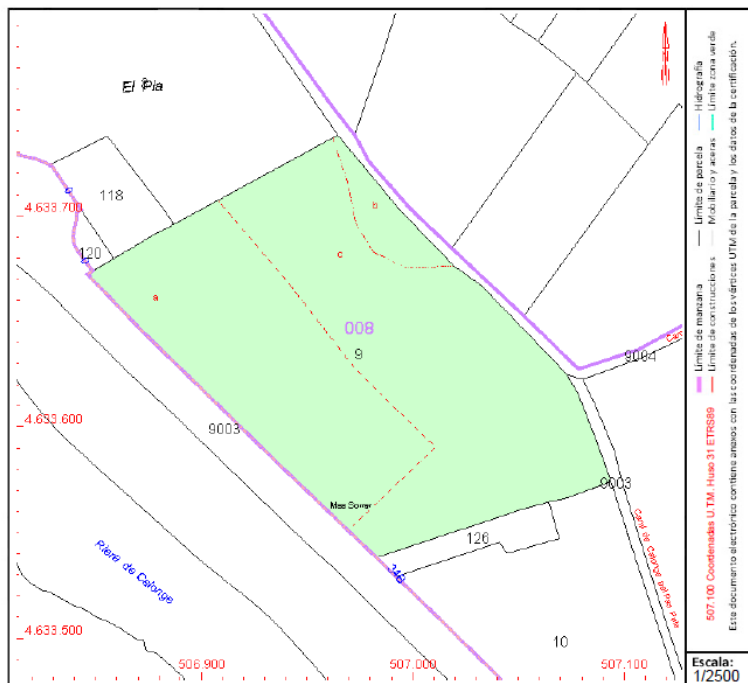 El Pla
118
4.633.700
120
b
c
a
008
9
9004
4.633.600
9003
Mas Sorrer
9003
126
Riera de Calonge
346
4.633.500
10
506.900
507.000
507.100
Límite de manzana
Límite de parcela
Hidrografía
Límite de construcciones
Mobiliario y aceras
Límite zona verde
507.100 Coordenadas U.T.M. Huso 31 ETRS89
Este documento electrónico contiene anexos con las coordenadas de los vértices UTM de la parcela y los datos de la certificación.
Escala:
1/2500